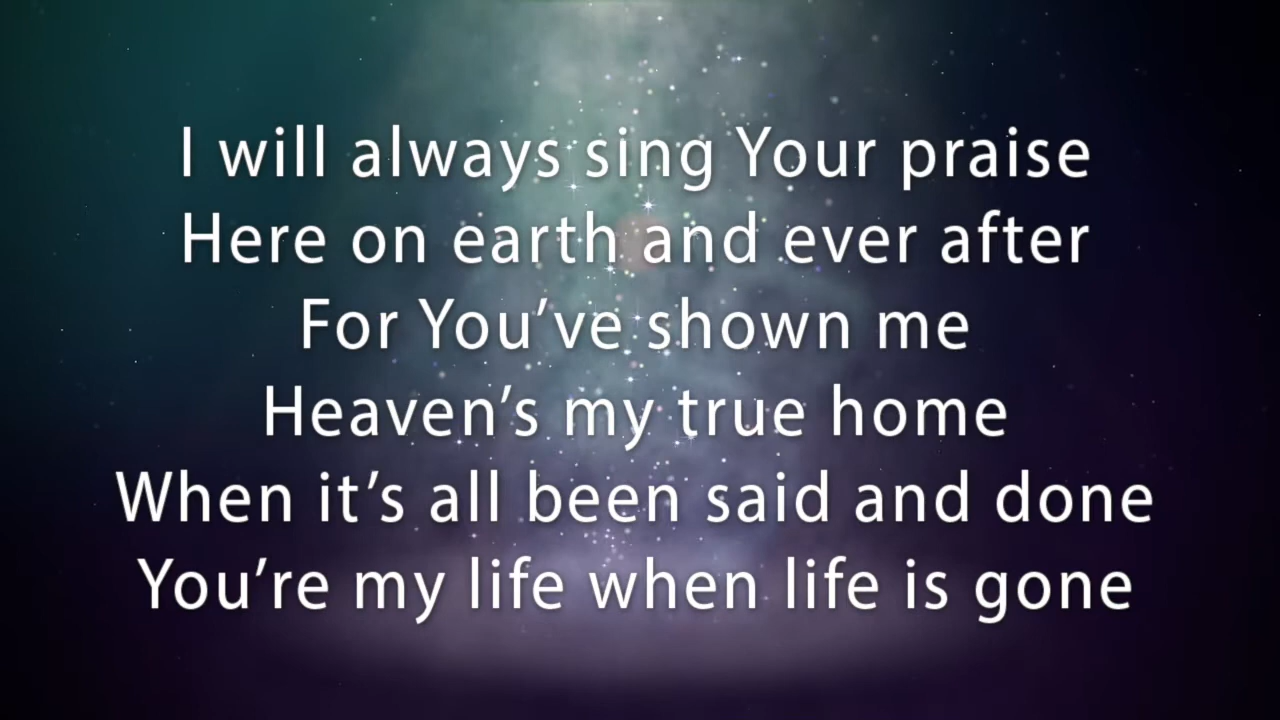 I will always sing Your praise
Here on earth and ever after
For You’ve shown me
Heaven’s my true home
When it’s all been said and done
You’re my life when life is gone